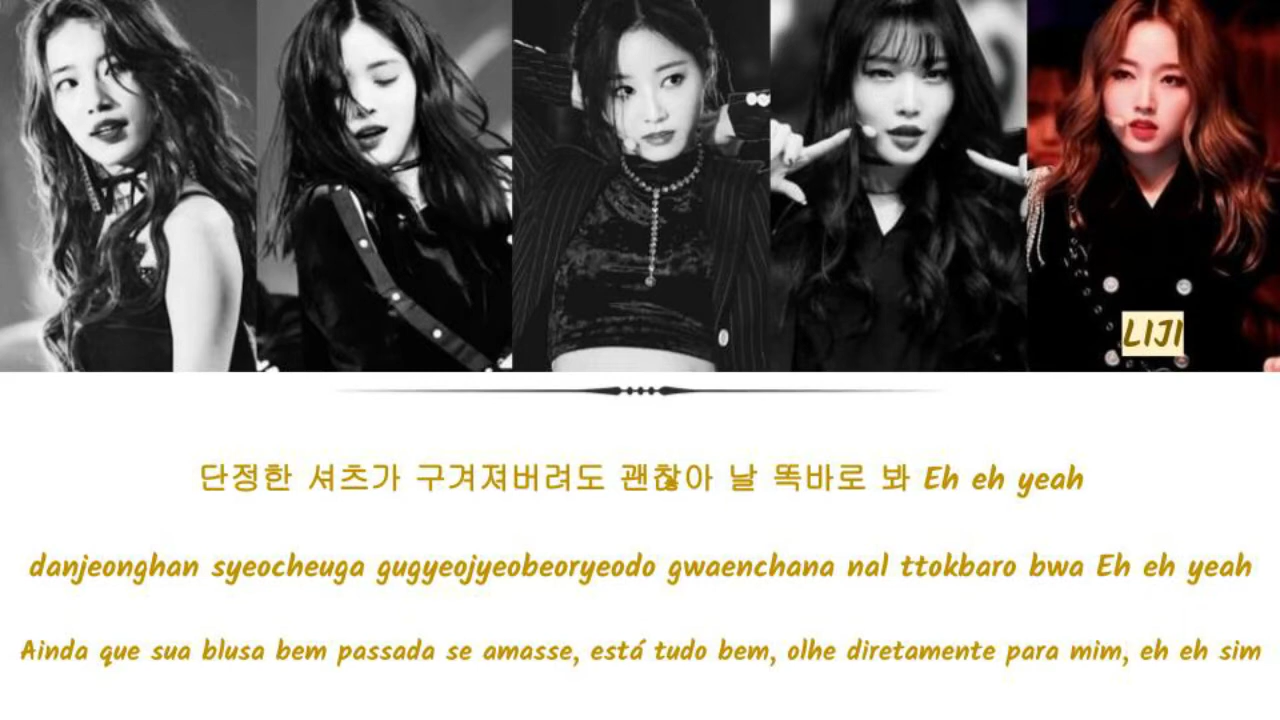 LIJI
단정한 셔츠가 구겨져버려도 괜찮아 날 똑바로 봐 Eh eh yeah
danjeonghan syeocheuga gugyeojyeobeoryeodo gwaenchana nal ttokbaro bwa Eh eh yeah
Ainda que sua blusa bem passada se amasse, está tudo bem, olhe diretamente para mim, eh eh sim